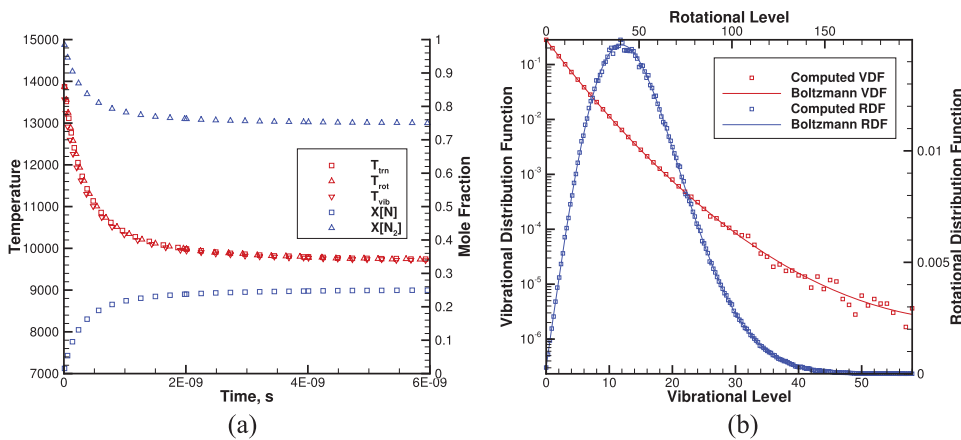 15000
14000
13000
12000
11000
10000
9000
8000
7000
Temperature
1
0.9
0.8
0.7
0.6
0.5
0.4
0.3
0.2
0.1
0
Mole Fraction
T_trn
T_rot
T_vib
X[N]
X[N_2]
0 2E-09 4E-09 6E-09
Time, s
(a)
Rotational Level
0 50 100 150
10^-1
10^-2
10^-3
10^-4
10^-5
10^-6
Vibrational Distribution Function
Computed VDF
Boltzmann VDF
Computed RDF
Boltzmann RDF
0.01
0.005
0
Rotational Distribution Function
0 10 20 30 40 50
Vibrational Level
(b)